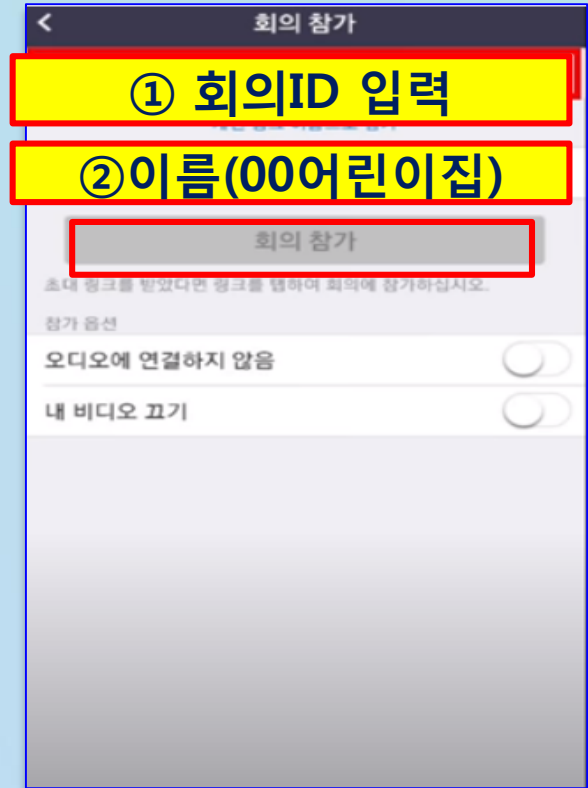 회의 참가
① 회의ID 입력
②이름(00어린이집)
회의 참가
초대 링크를 받았다면 링크를 탭하여 회의에 참가하십시오.
참가 옵션
오디오에 연결하지 않음
내 비디오 끄기